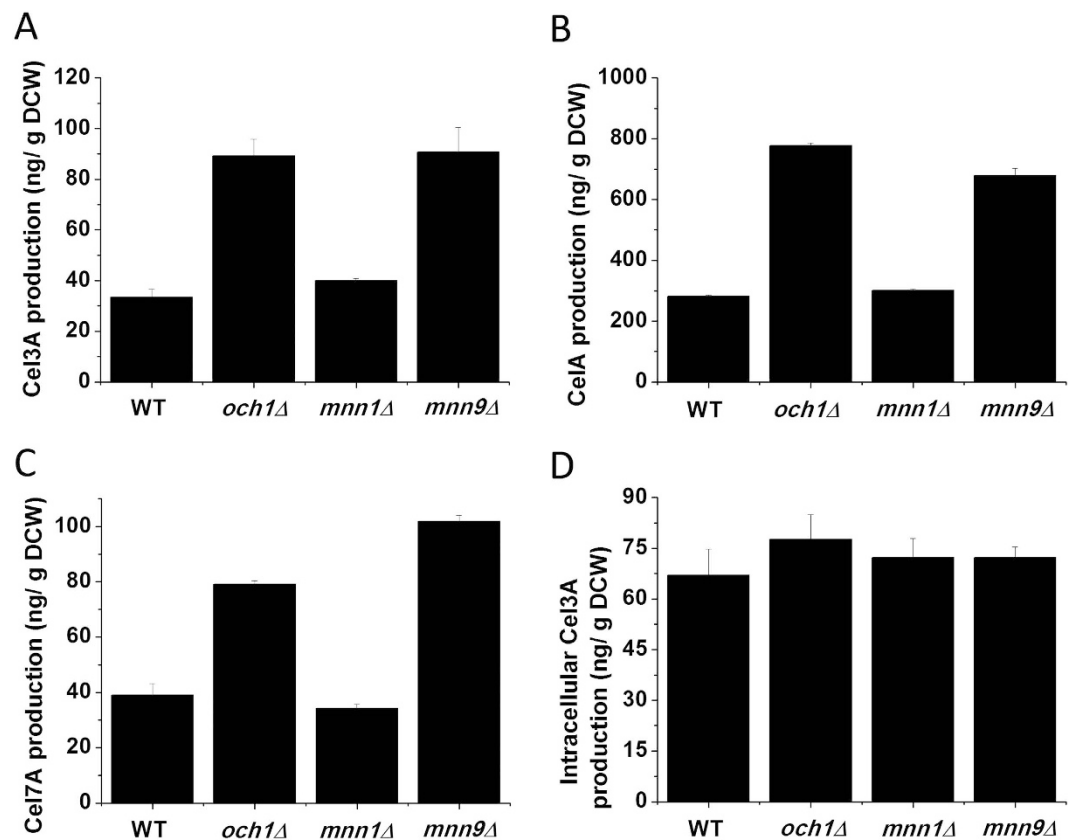 A
Cel3A production (ng/ g DCW)
120
100
80
60
40
20
0
WT och1Δ mnn1Δ mnn9Δ
B
CelA production (ng/ g DCW)
1000
800
600
400
200
0
WT och1Δ mnn1Δ mnn9Δ
C
Cel7A production (ng/ g DCW)
100
80
60
40
20
0
WT och1Δ mnn1Δ mnn9Δ
D
Intracellular Cel3A
production (ng/ g DCW)
90
75
60
45
30
15
0
WT och1Δ mnn1Δ mnn9Δ